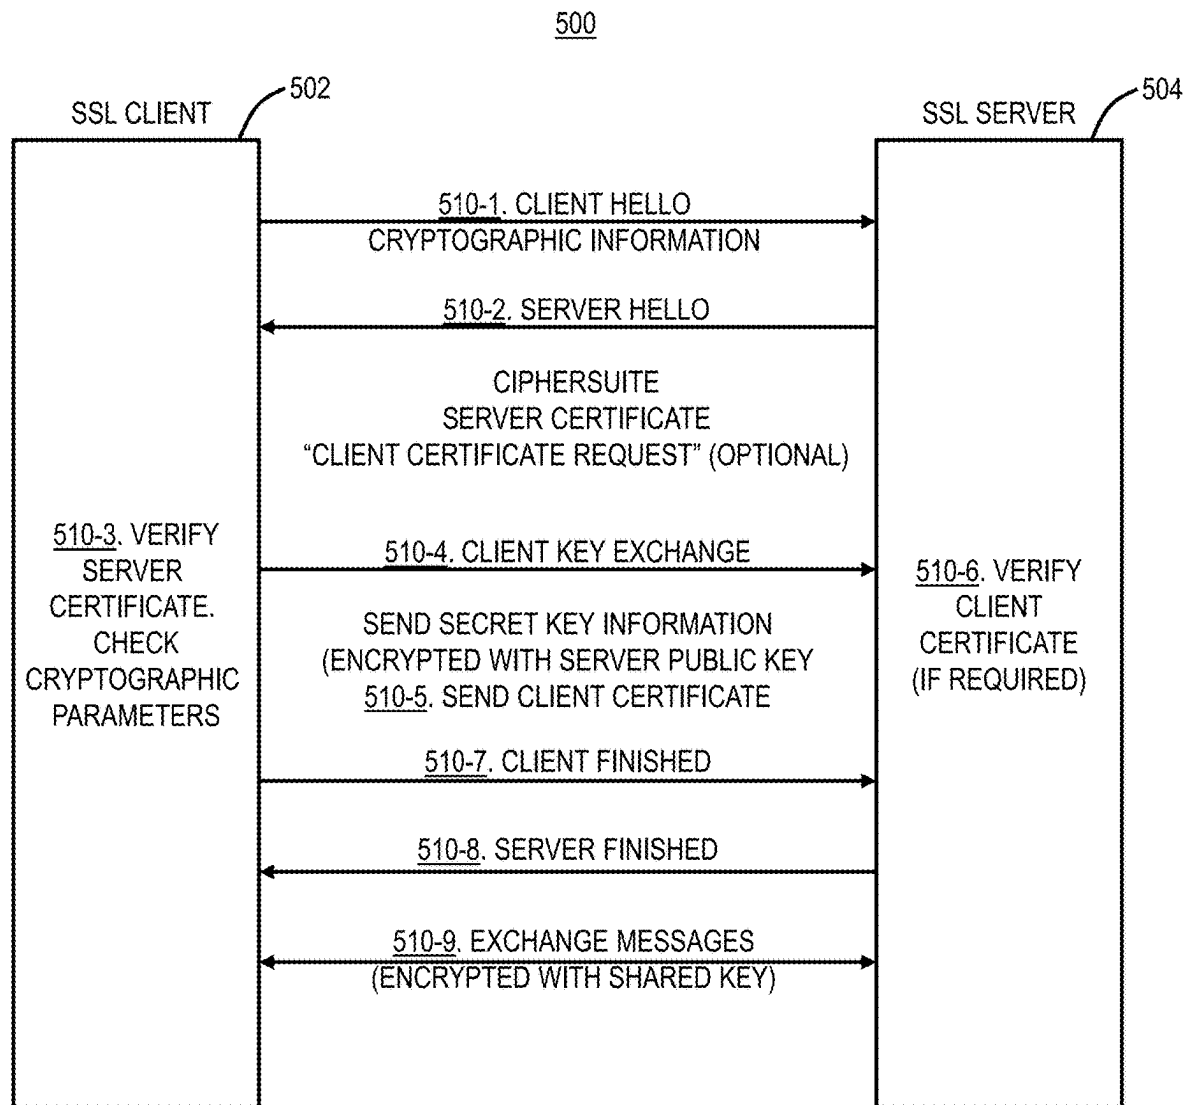 500
502
504
SSL CLIENT
SSL SERVER
510-1. CLIENT HELLO
CRYPTOGRAPHIC INFORMATION
510-2. SERVER HELLO
CIPHERSUITE
SERVER CERTIFICATE
“CLIENT CERTIFICATE REQUEST” (OPTIONAL)
510-3. VERIFY
SERVER
CERTIFICATE.
CHECK
CRYPTOGRAPHIC
PARAMETERS
510-4. CLIENT KEY EXCHANGE
SEND SECRET KEY INFORMATION
(ENCRYPTED WITH SERVER PUBLIC KEY
510-5. SEND CLIENT CERTIFICATE
510-6. VERIFY
CLIENT
CERTIFICATE
(IF REQUIRED)
510-7. CLIENT FINISHED
510-8. SERVER FINISHED
510-9. EXCHANGE MESSAGES
(ENCRYPTED WITH SHARED KEY)